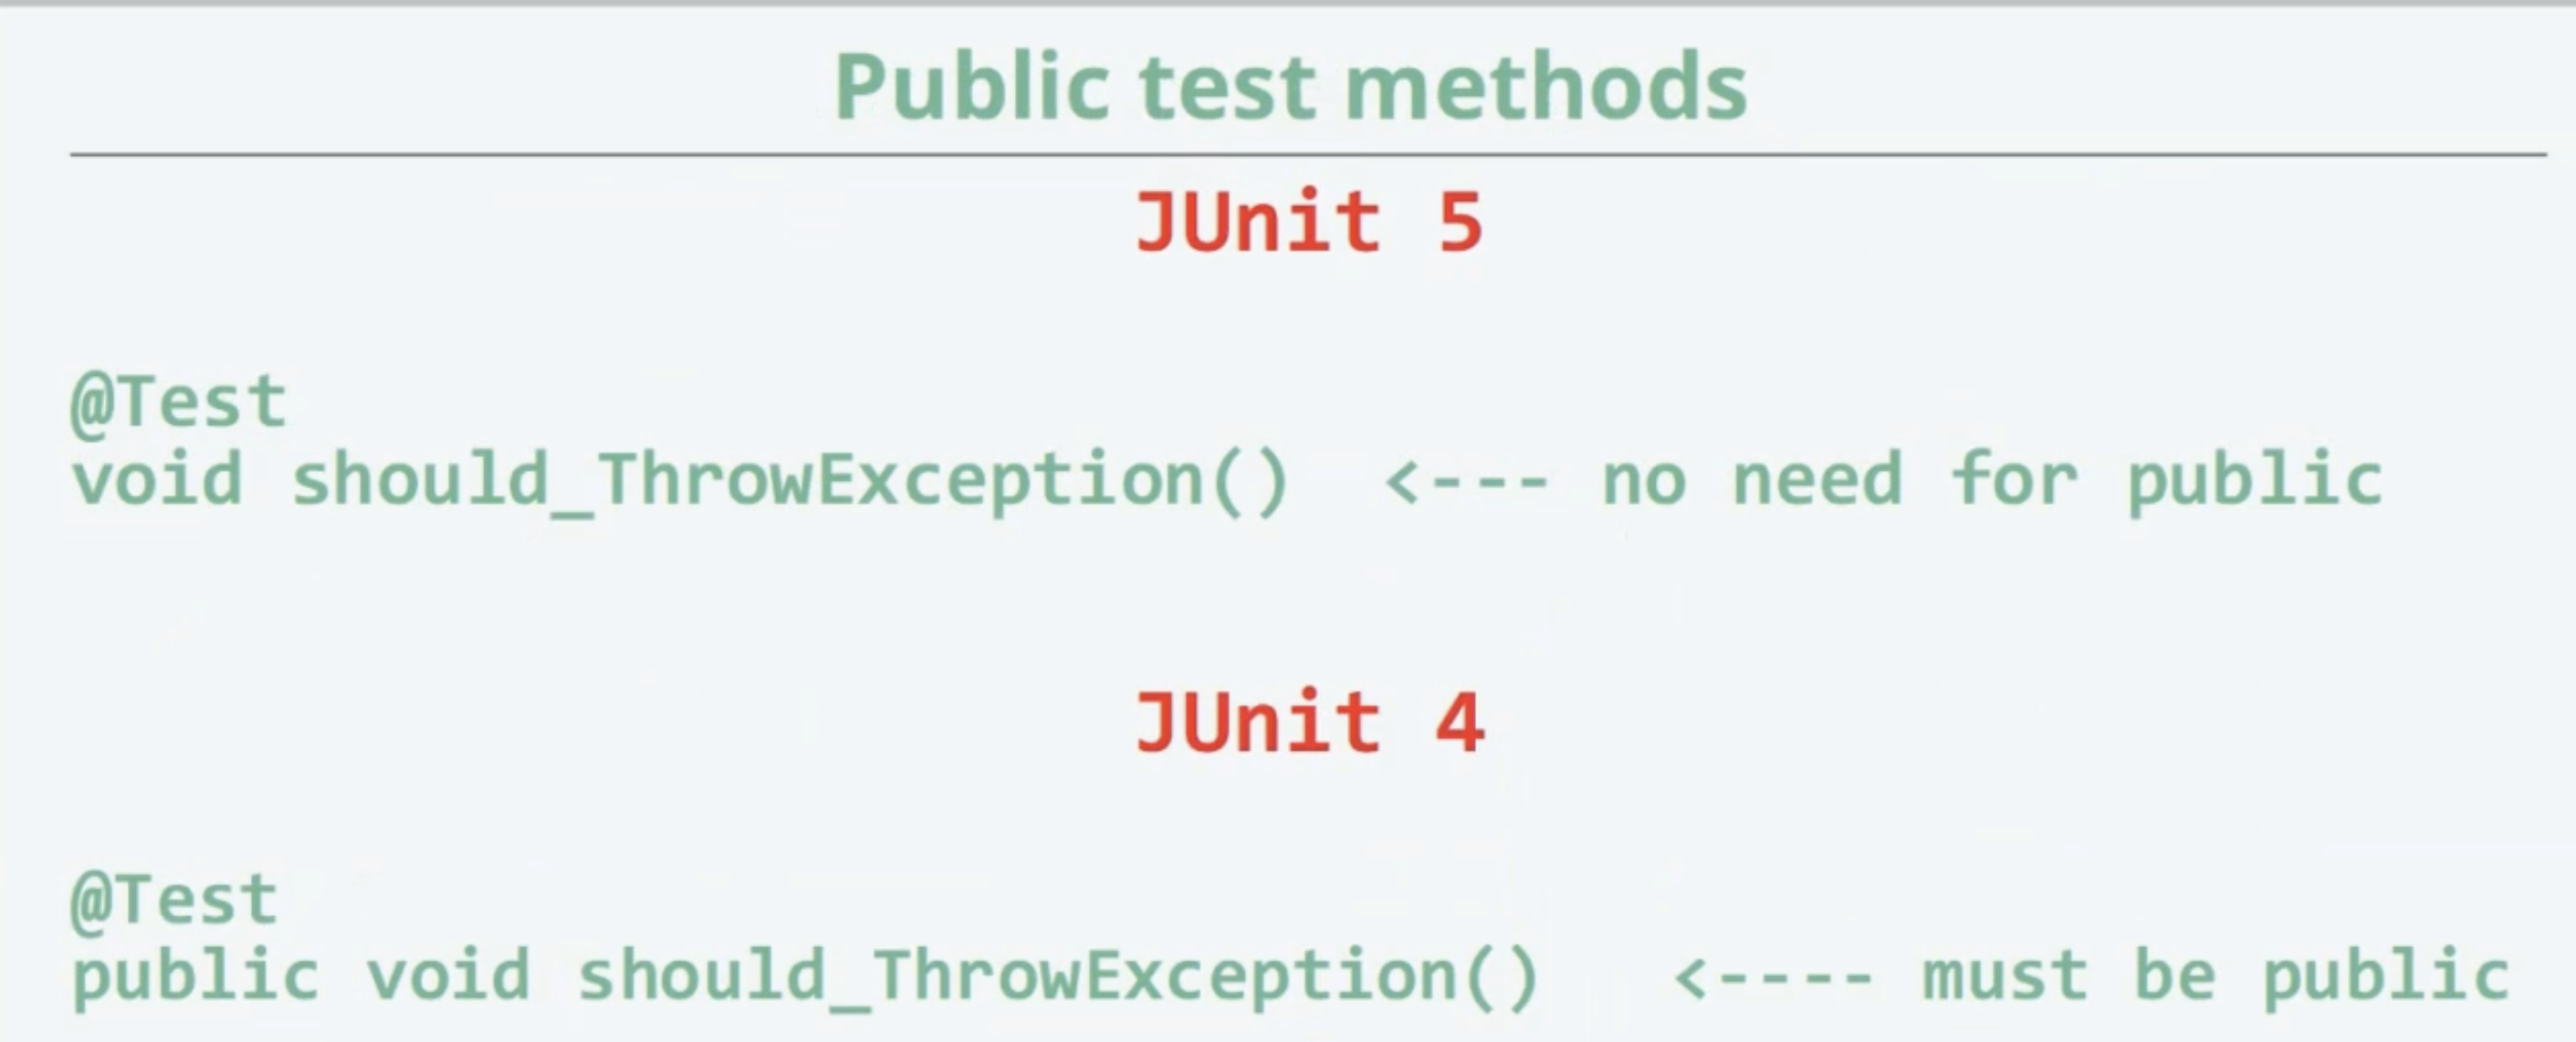 Public test methods
JUnit 5
@Test
void should_ThrowException() <--- no need for public
JUnit 4
@Test
public void should_ThrowException() <---- must be public